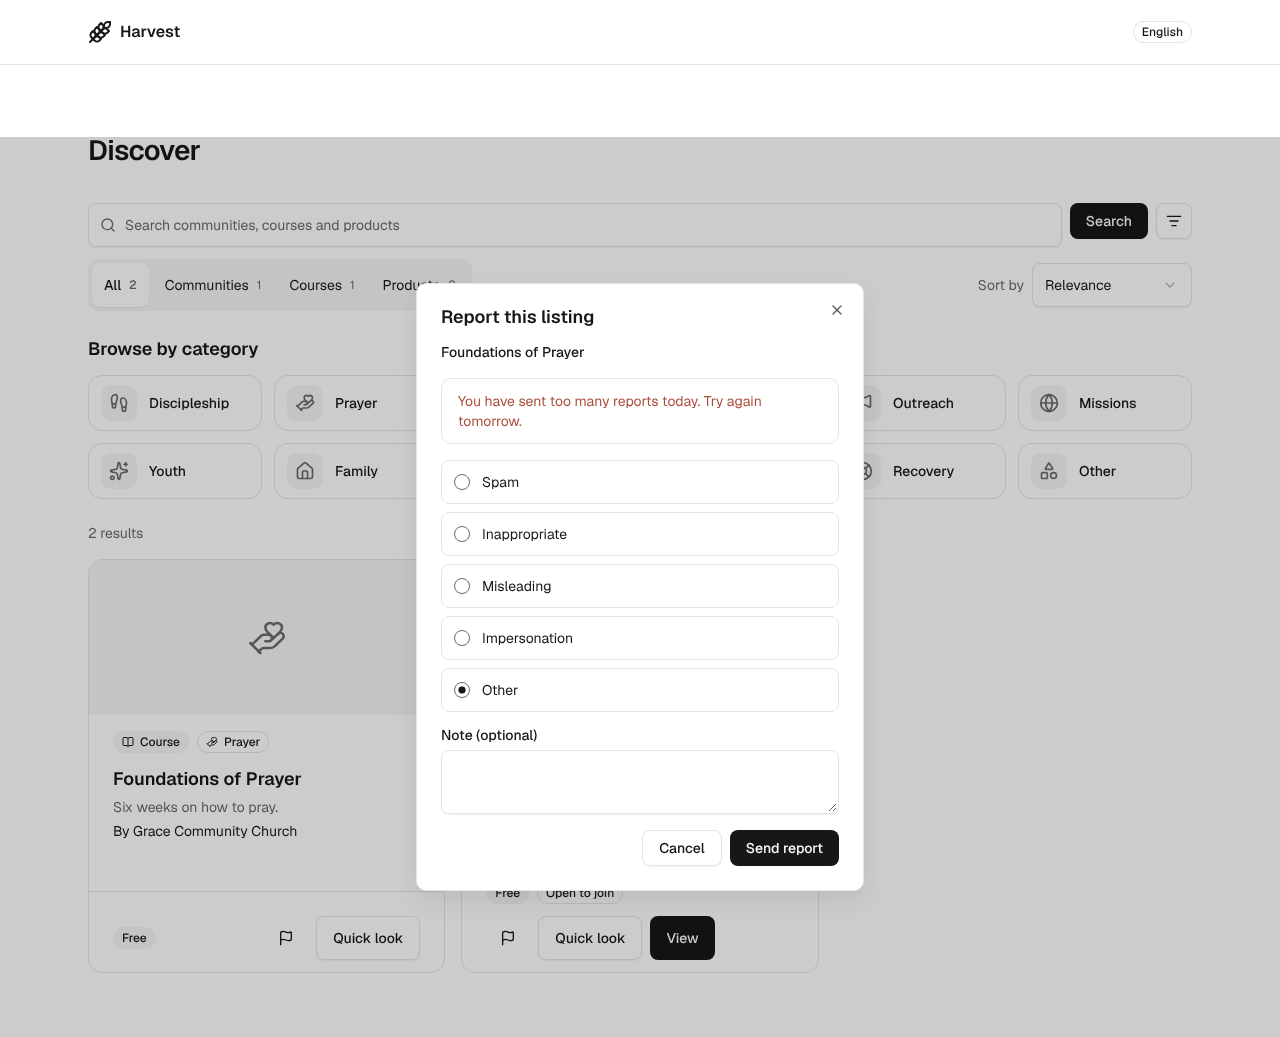 Harvest
English
Discover
Search communities, courses and products
Search
All 2
Communities 1
Courses 1
Sort by
Relevance
Browse by category
Discipleship
Prayer
Outreach
Missions
Youth
Family
Recovery
Other
2 results
Course
Prayer
Foundations of Prayer
Six weeks on how to pray.
By Grace Community Church
Free
Quick look
Free
Open to join
Quick look
View
Report this listing
Foundations of Prayer
You have sent too many reports today. Try again
tomorrow.
Spam
Inappropriate
Misleading
Impersonation
Other
Note (optional)
Cancel
Send report